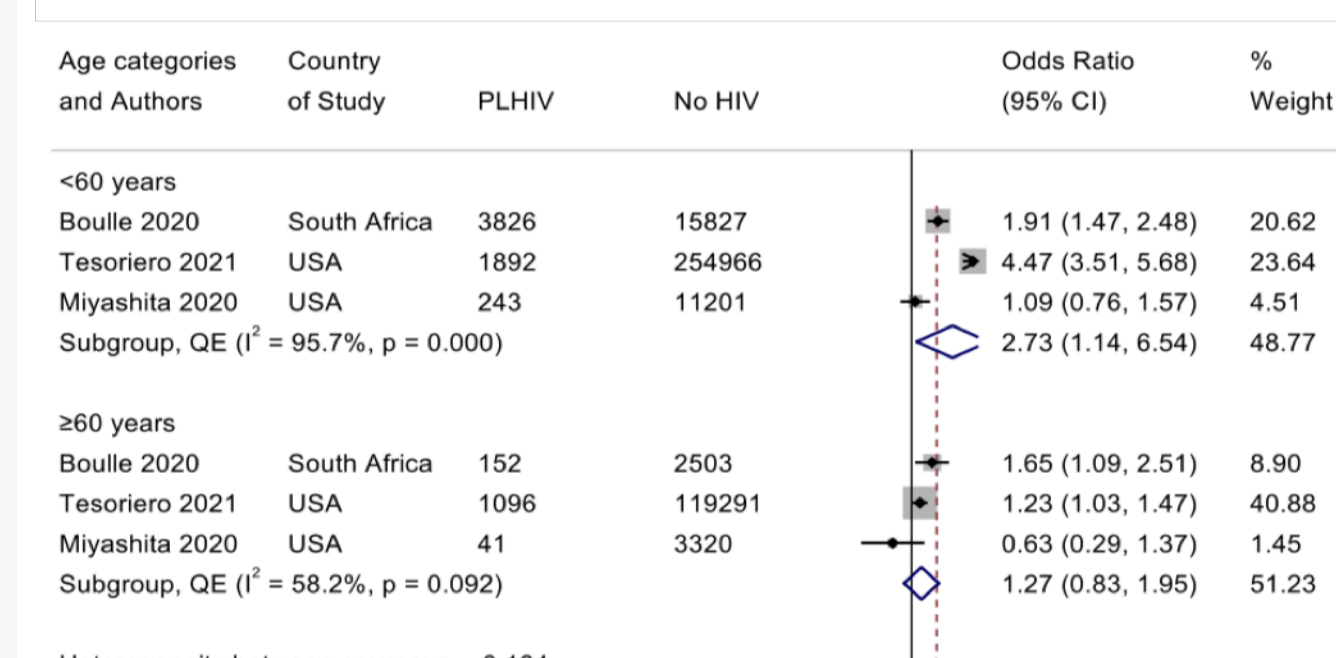 Age categories Country Odds Ratio %
and Authors of Study PLHIV No HIV (95% CI) Weight
<60 years
Boulle 2020 South Africa 3826 15827 1.91 (1.47, 2.48) 20.62
Tesoriero 2021 USA 1892 254966 4.47 (3.51, 5.68) 23.64
Miyashita 2020 USA 243 11201 1.09 (0.76, 1.57) 4.51
Subgroup, QE (I² = 95.7%, p = 0.000) 2.73 (1.14, 6.54) 48.77
≥60 years
Boulle 2020 South Africa 152 2503 1.65 (1.09, 2.51) 8.90
Tesoriero 2021 USA 1096 119291 1.23 (1.03, 1.47) 40.88
Miyashita 2020 USA 41 3320 0.63 (0.29, 1.37) 1.45
Subgroup, QE (I² = 58.2%, p = 0.092) 1.27 (0.83, 1.95) 51.23